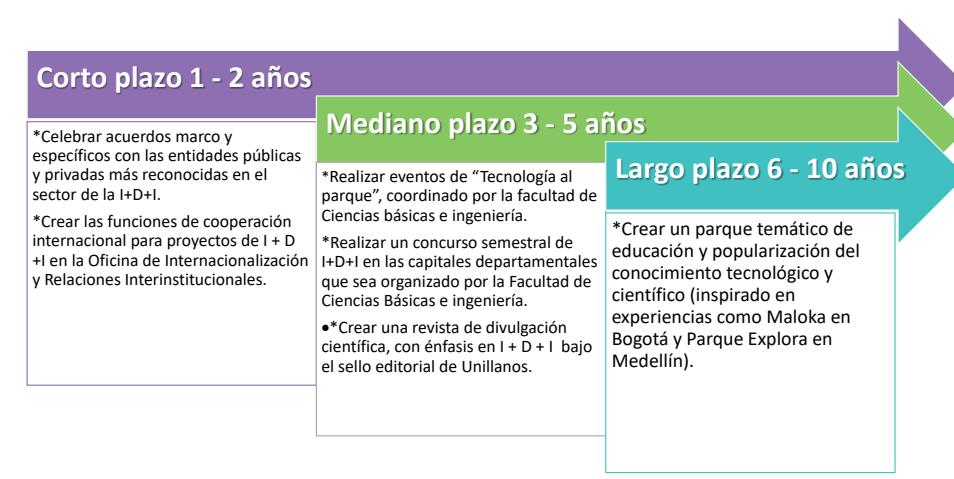 Corto plazo 1 - 2 años
*Celebrar acuerdos marco y
específicos con las entidades públicas
y privadas más reconocidas en el
sector de la I+D+I.
*Crear las funciones de cooperación
internacional para proyectos de I + D
+I en la Oficina de Internacionalización
y Relaciones Interinstitucionales.
Mediano plazo 3 - 5 años
*Realizar eventos de “Tecnología al
parque”, coordinado por la facultad de
Ciencias básicas e ingeniería.
*Realizar un concurso semestral de
I+D+I en las capitales departamentales
que sea organizado por la Facultad de
Ciencias Básicas e ingeniería.
•*Crear una revista de divulgación
científica, con énfasis en I + D + I bajo
el sello editorial de Unillanos.
Largo plazo 6 - 10 años
*Crear un parque temático de
educación y popularización del
conocimiento tecnológico y
científico (inspirado en
experiencias como Maloka en
Bogotá y Parque Explora en
Medellín).